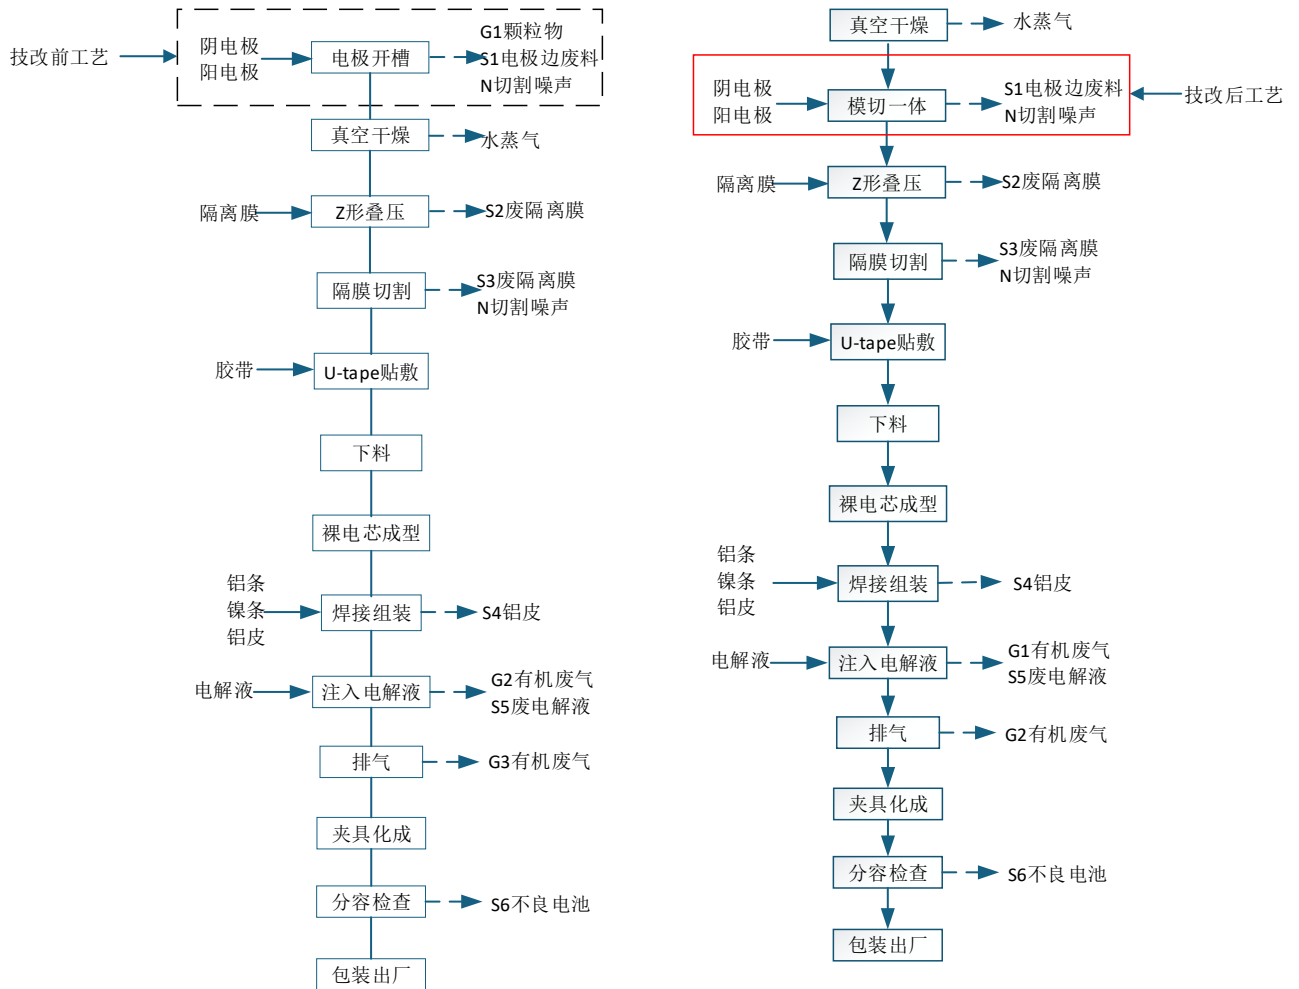 技改前工艺
阴电极
阳电极
电极开槽
G1颗粒物
S1电极边废料
N切割噪声
真空干燥
水蒸气
隔离膜
Z形叠压
S2废隔离膜
隔膜切割
S3废隔离膜
N切割噪声
胶带
U-tape贴敷
下料
裸电芯成型
铝条
镍条
铝皮
焊接组装
S4铝皮
电解液
注入电解液
G2有机废气
S5废电解液
排气
G3有机废气
夹具化成
分容检查
S6不良电池
包装出厂
真空干燥
水蒸气
阴电极
阳电极
模切一体
S1电极边废料
N切割噪声
技改后工艺
隔离膜
Z形叠压
S2废隔离膜
隔膜切割
S3废隔离膜
N切割噪声
胶带
U-tape贴敷
下料
裸电芯成型
铝条
镍条
铝皮
焊接组装
S4铝皮
电解液
注入电解液
G1有机废气
S5废电解液
排气
G2有机废气
夹具化成
分容检查
S6不良电池
包装出厂